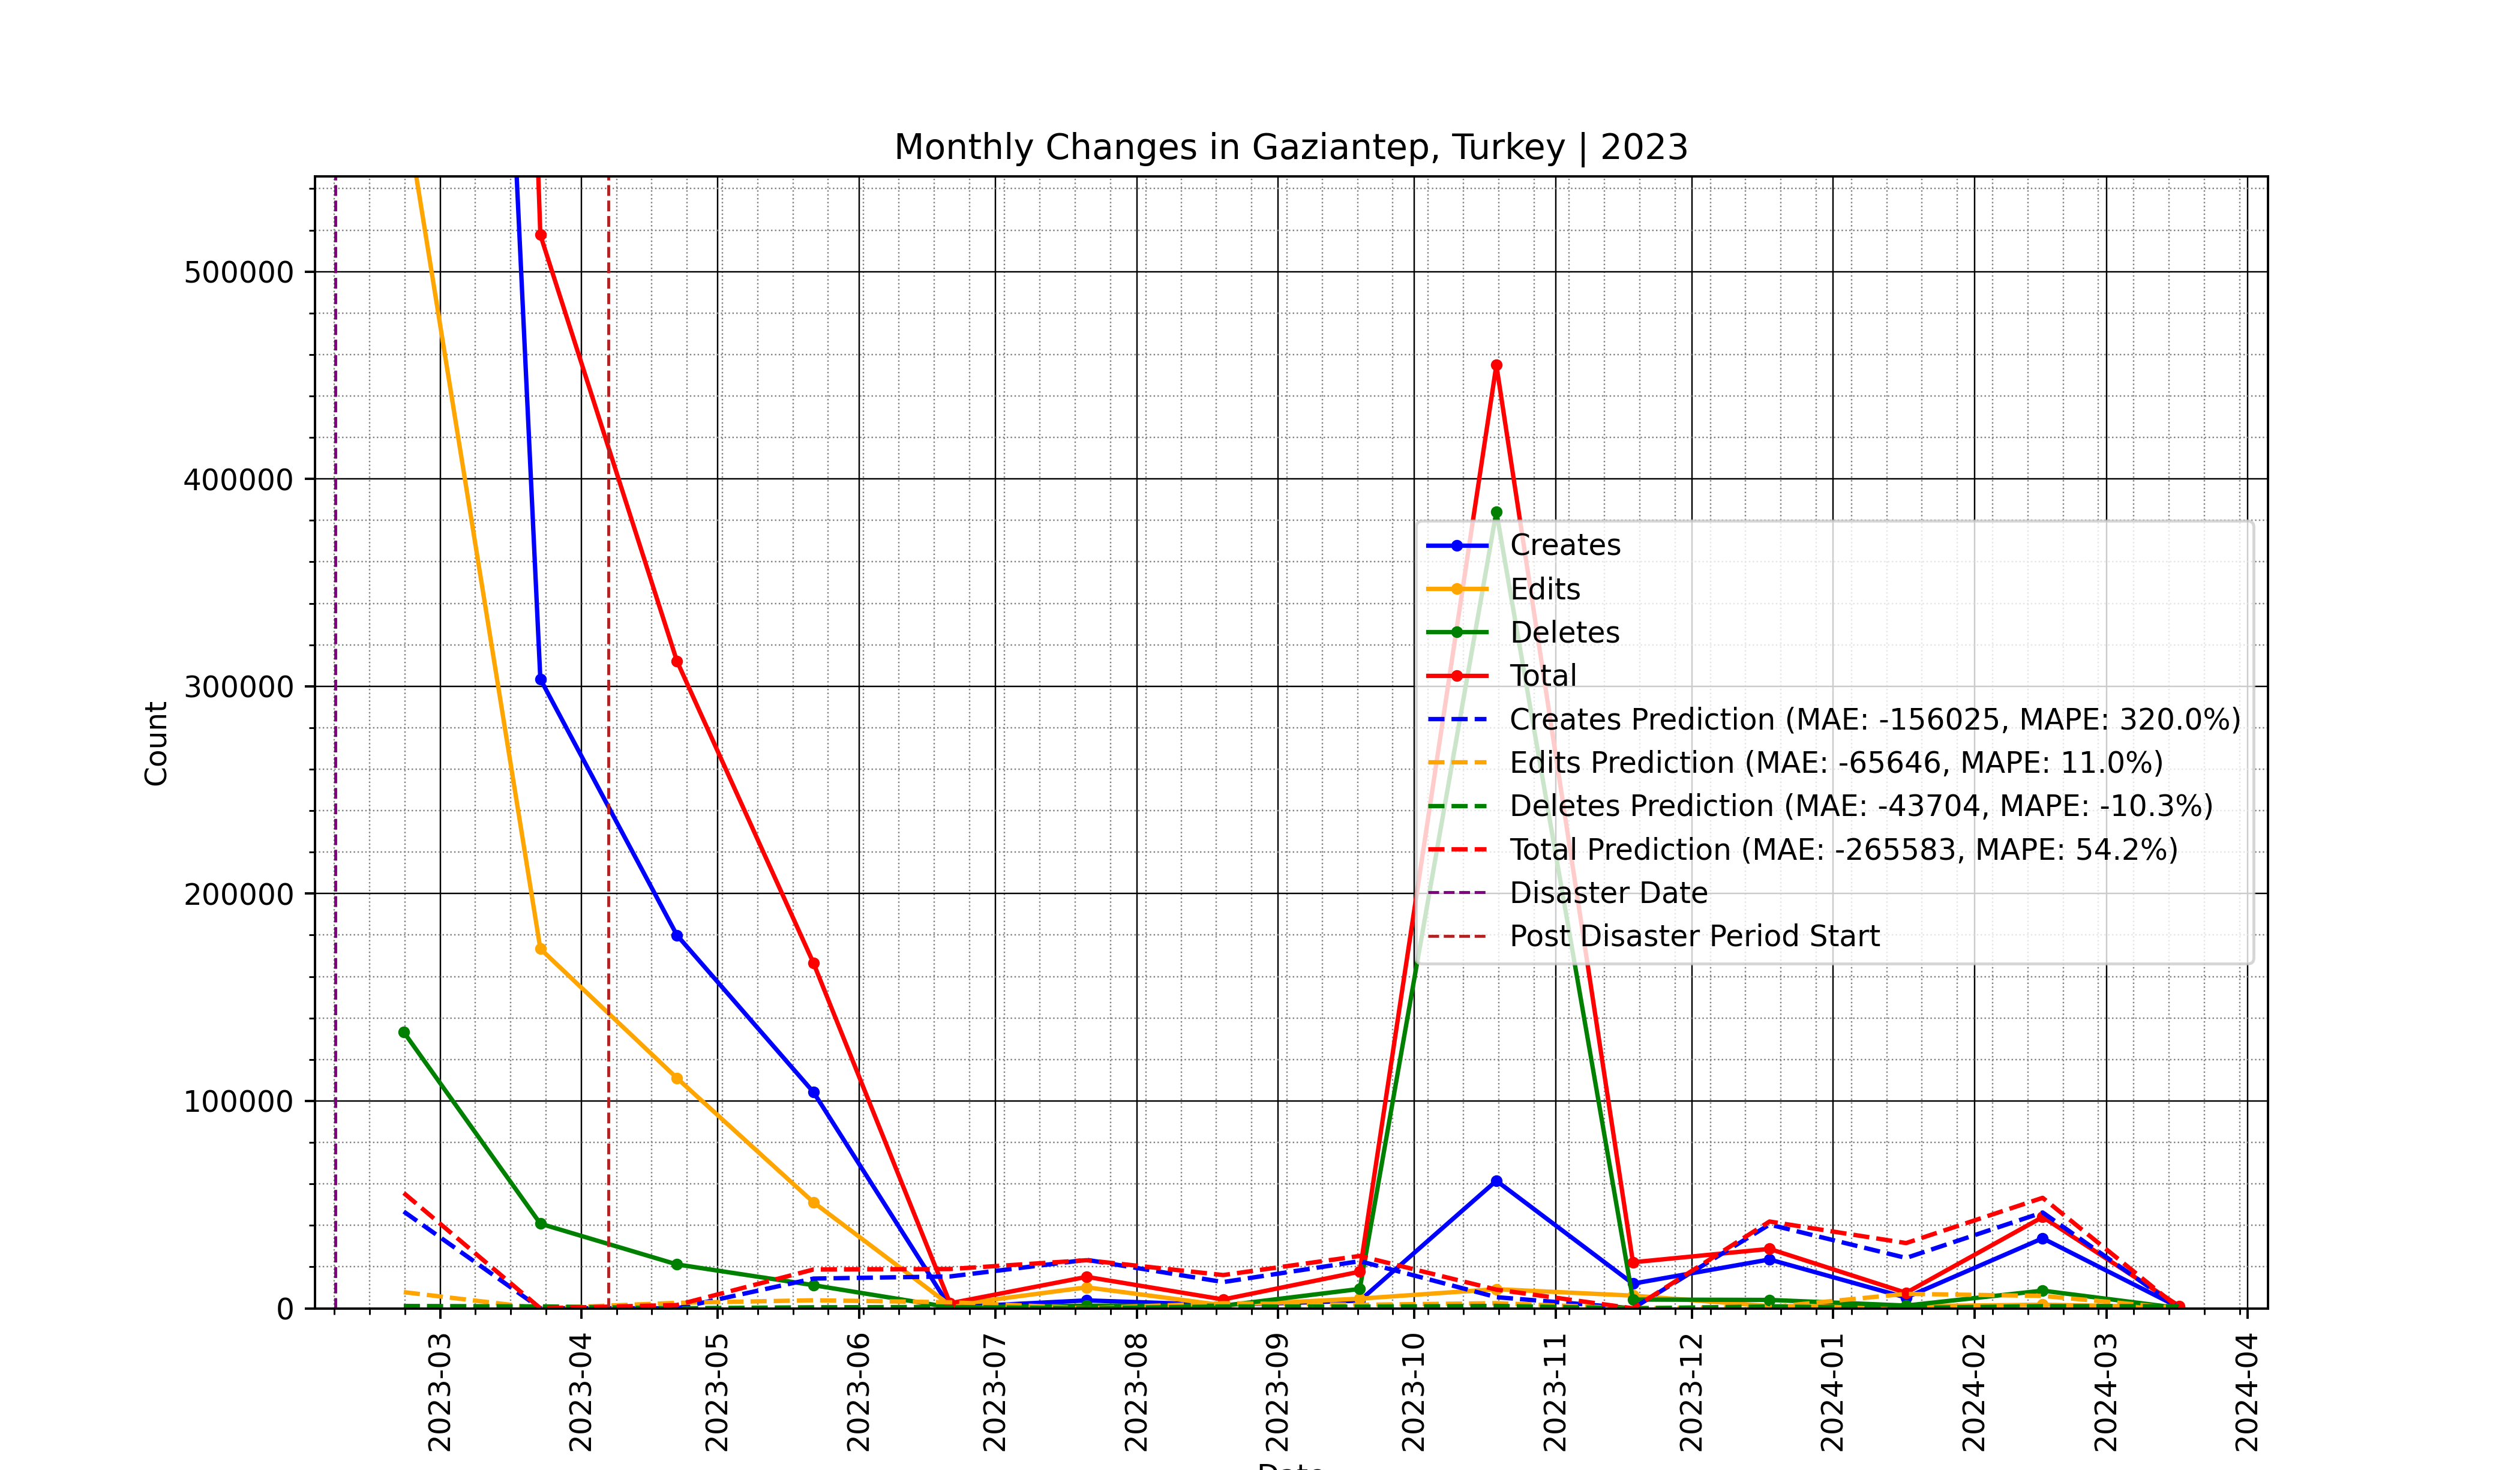 Monthly Changes in Gaziantep, Turkey | 2023
Count
500000
400000
300000
200000
100000
0
Creates
Edits
Deletes
Total
Creates Prediction (MAE: -156025, MAPE: 320.0%)
Edits Prediction (MAE: -65646, MAPE: 11.0%)
Deletes Prediction (MAE: -43704, MAPE: -10.3%)
Total Prediction (MAE: -265583, MAPE: 54.2%)
Disaster Date
Post Disaster Period Start
2023-03
2023-04
2023-05
2023-06
2023-07
2023-08
2023-09
2023-10
2023-11
2023-12
2024-01
2024-02
2024-03
2024-04
Date